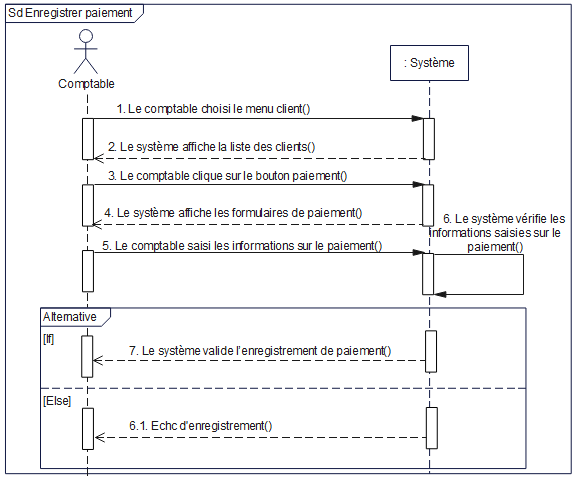 Sd Enregistrer paiement
: Système
Comptable
1. Le comptable choisi le menu client()
2. Le système affiche la liste des clients()
3. Le comptable clique sur le bouton paiement()
4. Le système affiche les formulaires de paiement()
5. Le comptable saisi les informations sur le paiement()
6. Le système vérifie les
informations saisies sur le
paiement()
Alternative
[If]
7. Le système valide l'enregistrement de paiement()
[Else]
6.1. Echc d'enregistrement()